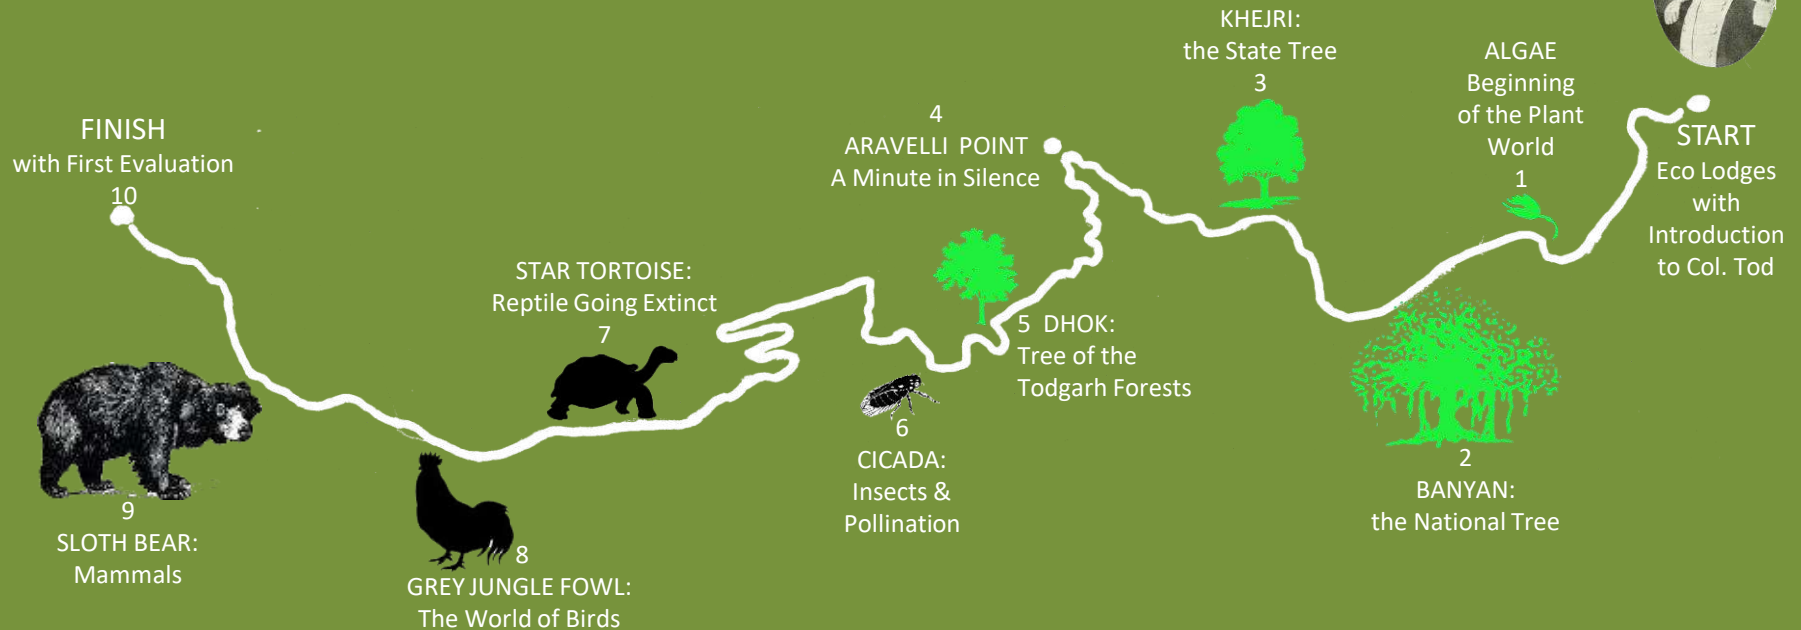 START
Eco Lodges
with
Introduction
to Col. Tod
ALGAE
Beginning
of the Plant
World
1
2
BANYAN:
the National Tree
KHEJRI:
the State Tree
3
4
ARAVELLI POINT
A Minute in Silence
5 DHOK:
Tree of the
Todgarh Forests
6
CICADA:
Insects &
Pollination
STAR TORTOISE:
Reptile Going Extinct
7
8
GREY JUNGLE FOWL:
The World of Birds
9
SLOTH BEAR:
Mammals
FINISH
with First Evaluation
10